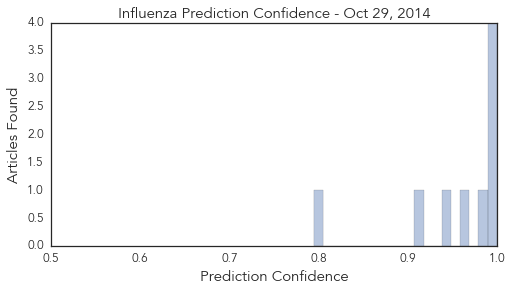 Influenza Prediction Confidence - Oct 29, 2014
Articles Found
4.0
3.5
3.0
2.5
2.0
1.5
1.0
0.5
0.0
0.5 0.6 0.7 0.8 0.9 1.0
Prediction Confidence